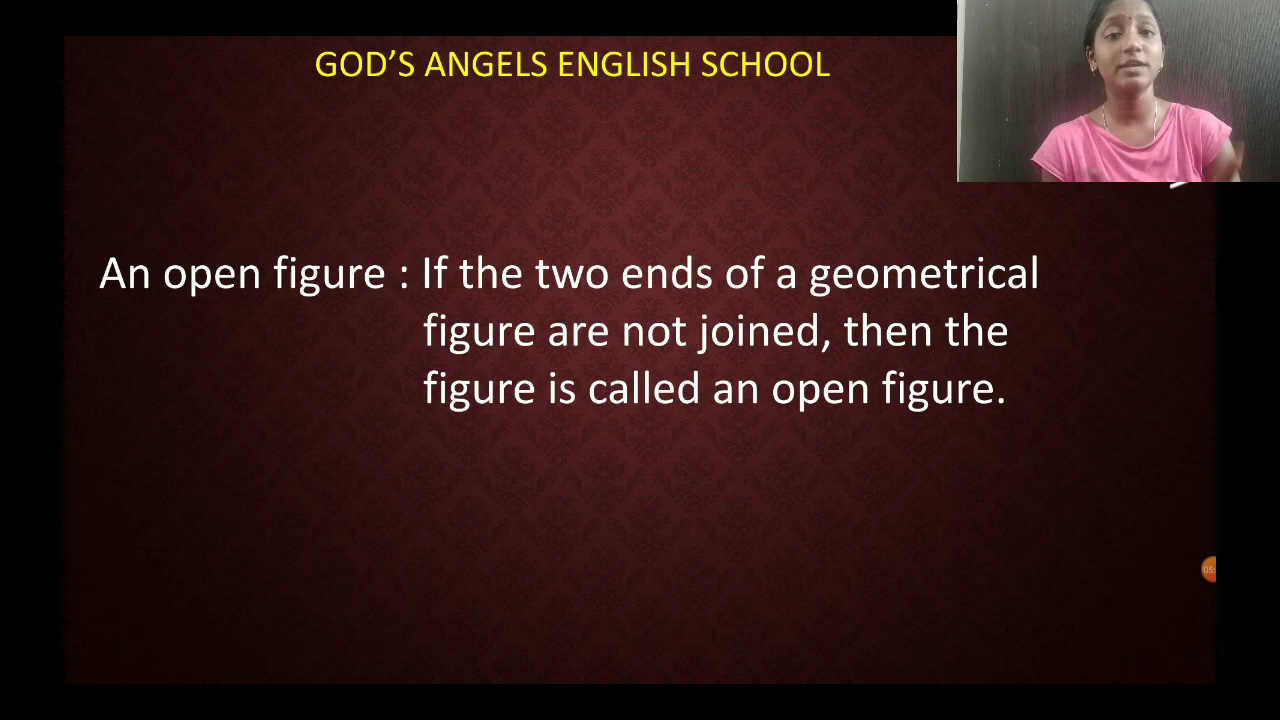 GOD'S ANGELS ENGLISH SCHOOL
An open figure : If the two ends of a geometrical
figure are not joined, then the
figure is called an open figure.